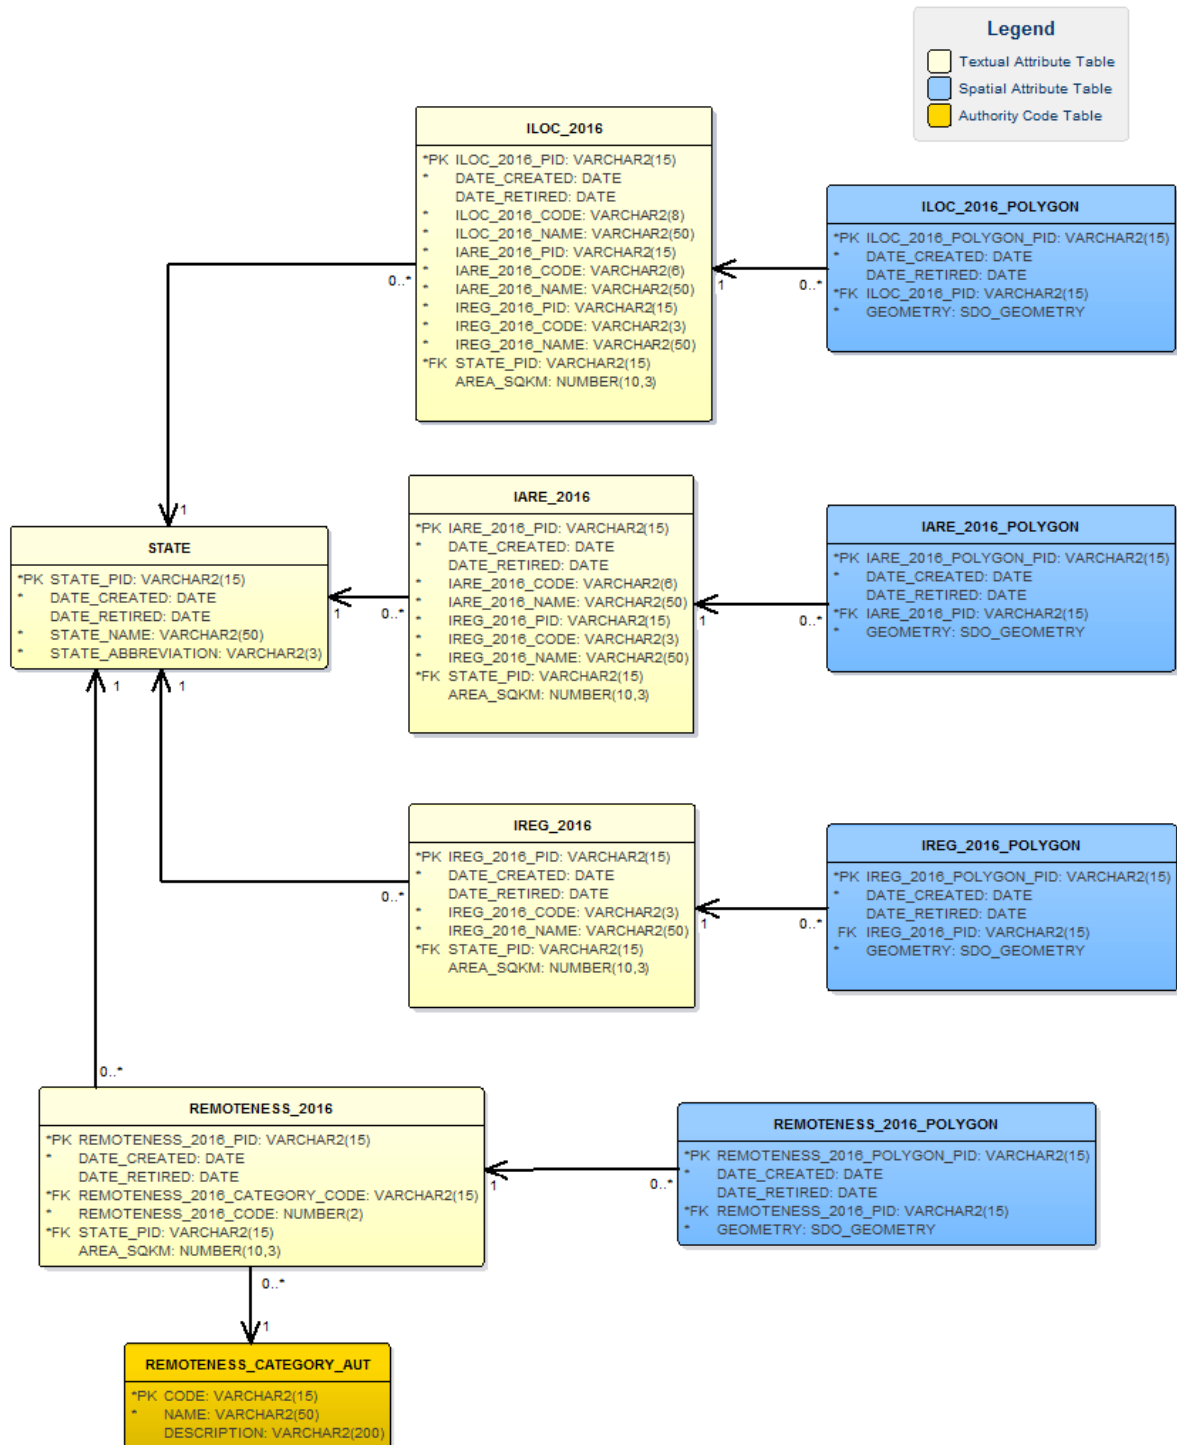 Legend
Textual Attribute Table
Spatial Attribute Table
Authority Code Table
ILOC_2016
*PK ILOC_2016_PID: VARCHAR2(15)
* DATE_CREATED: DATE
DATE_RETIRED: DATE
* ILOC_2016_CODE: VARCHAR2(8)
* ILOC_2016_NAME: VARCHAR2(50)
* IARE_2016_PID: VARCHAR2(15)
* IARE_2016_CODE: VARCHAR2(6)
* IARE_2016_NAME: VARCHAR2(50)
* IREG_2016_PID: VARCHAR2(15)
* IREG_2016_CODE: VARCHAR2(3)
* IREG_2016_NAME: VARCHAR2(50)
*FK STATE_PID: VARCHAR2(15)
AREA_SQKM: NUMBER(10,3)
0..*
1
1
0..*
ILOC_2016_POLYGON
*PK ILOC_2016_POLYGON_PID: VARCHAR2(15)
* DATE_CREATED: DATE
DATE_RETIRED: DATE
*FK ILOC_2016_PID: VARCHAR2(15)
* GEOMETRY: SDO_GEOMETRY
STATE
*PK STATE_PID: VARCHAR2(15)
* DATE_CREATED: DATE
DATE_RETIRED: DATE
* STATE_NAME: VARCHAR2(50)
* STATE_ABBREVIATION: VARCHAR2(3)
1
0..*
IARE_2016
*PK IARE_2016_PID: VARCHAR2(15)
* DATE_CREATED: DATE
DATE_RETIRED: DATE
* IARE_2016_CODE: VARCHAR2(6)
* IARE_2016_NAME: VARCHAR2(50)
* IREG_2016_PID: VARCHAR2(15)
* IREG_2016_CODE: VARCHAR2(3)
* IREG_2016_NAME: VARCHAR2(50)
*FK STATE_PID: VARCHAR2(15)
AREA_SQKM: NUMBER(10,3)
1
0..*
IARE_2016_POLYGON
*PK IARE_2016_POLYGON_PID: VARCHAR2(15)
* DATE_CREATED: DATE
DATE_RETIRED: DATE
*FK IARE_2016_PID: VARCHAR2(15)
* GEOMETRY: SDO_GEOMETRY
1
1
0..*
IREG_2016
*PK IREG_2016_PID: VARCHAR2(15)
* DATE_CREATED: DATE
DATE_RETIRED: DATE
* IREG_2016_CODE: VARCHAR2(3)
* IREG_2016_NAME: VARCHAR2(50)
*FK STATE_PID: VARCHAR2(15)
AREA_SQKM: NUMBER(10,3)
1
0..*
IREG_2016_POLYGON
*PK IREG_2016_POLYGON_PID: VARCHAR2(15)
* DATE_CREATED: DATE
DATE_RETIRED: DATE
FK IREG_2016_PID: VARCHAR2(15)
* GEOMETRY: SDO_GEOMETRY
0..*
REMOTENESS_2016
*PK REMOTENESS_2016_PID: VARCHAR2(15)
* DATE_CREATED: DATE
DATE_RETIRED: DATE
*FK REMOTENESS_2016_CATEGORY_CODE: VARCHAR2(15)
* REMOTENESS_2016_CODE: NUMBER(2)
*FK STATE_PID: VARCHAR2(15)
AREA_SQKM: NUMBER(10,3)
1
0..*
REMOTENESS_2016_POLYGON
*PK REMOTENESS_2016_POLYGON_PID: VARCHAR2(15)
* DATE_CREATED: DATE
DATE_RETIRED: DATE
*FK REMOTENESS_2016_PID: VARCHAR2(15)
* GEOMETRY: SDO_GEOMETRY
0..*
1
REMOTENESS_CATEGORY_AUT
*PK CODE: VARCHAR2(15)
* NAME: VARCHAR2(50)
DESCRIPTION: VARCHAR2(200)